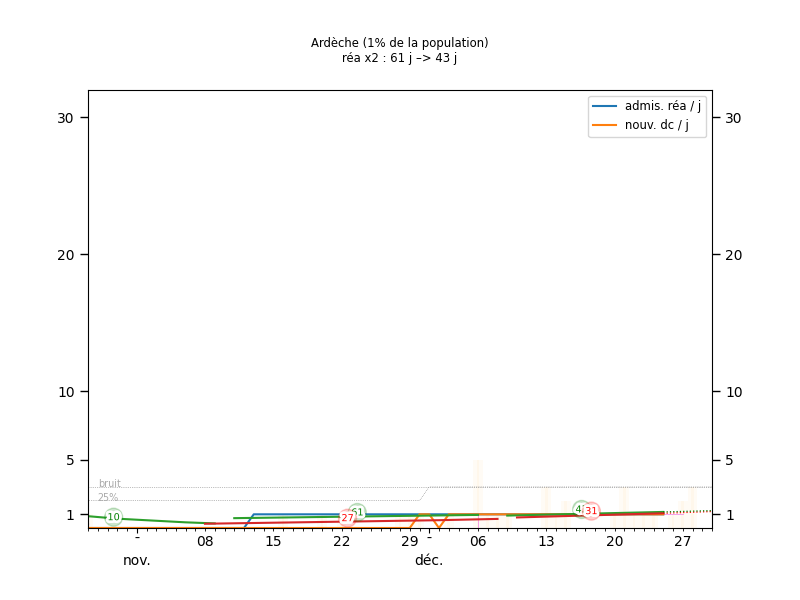 Ardèche (1% de la population)
réa x2 : 61 j –> 43 j
admis. réa / j
nouv. dc / j
30 30
20 20
10 10
5 5
bruit
25%
1 1
-10 27 61 4 31
- 08 15 22 29 - 06 13 20 27
nov. déc.